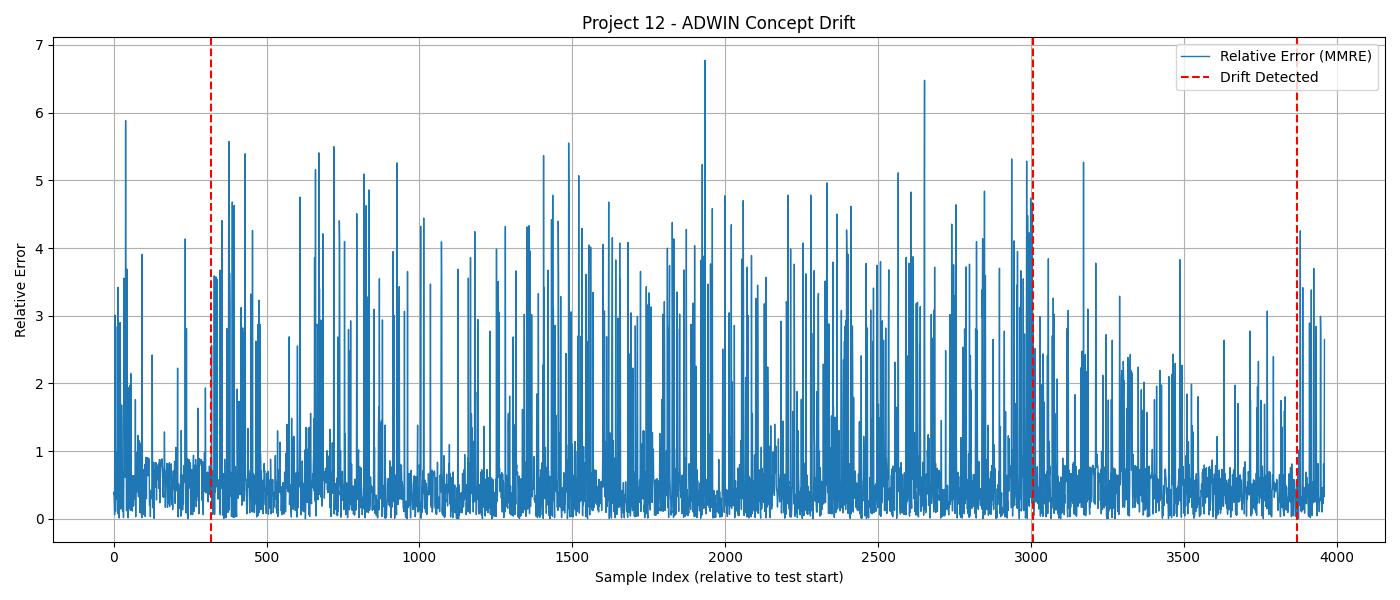 Project 12 - ADWIN Concept Drift
Relative Error (MMRE)
Drift Detected
Relative Error
7
6
5
4
3
2
1
0
0 500 1000 1500 2000 2500 3000 3500 4000
Sample Index (relative to test start)